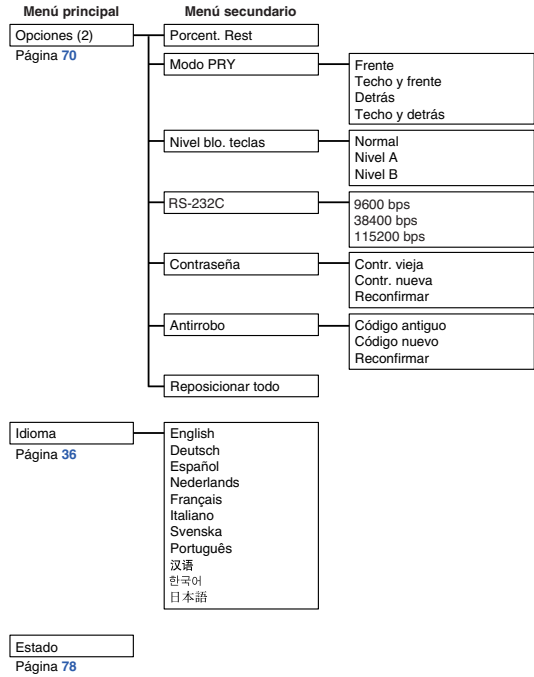 Menú principal
Menú secundario
Opciones (2)
Página 70
Porcent. Rest
Modo PRY
Frente
Techo y frente
Detrás
Techo y detrás
Nivel blo. teclas
Normal
Nivel A
Nivel B
RS-232C
9600 bps
38400 bps
115200 bps
Contraseña
Contr. vieja
Contr. nueva
Reconfirmar
Antirrobo
Código antiguo
Código nuevo
Reconfirmar
Reposicionar todo
Idioma
Página 36
English
Deutsch
Español
Nederlands
Français
Italiano
Svenska
Português
汉语
한국어
日本語
Estado
Página 78